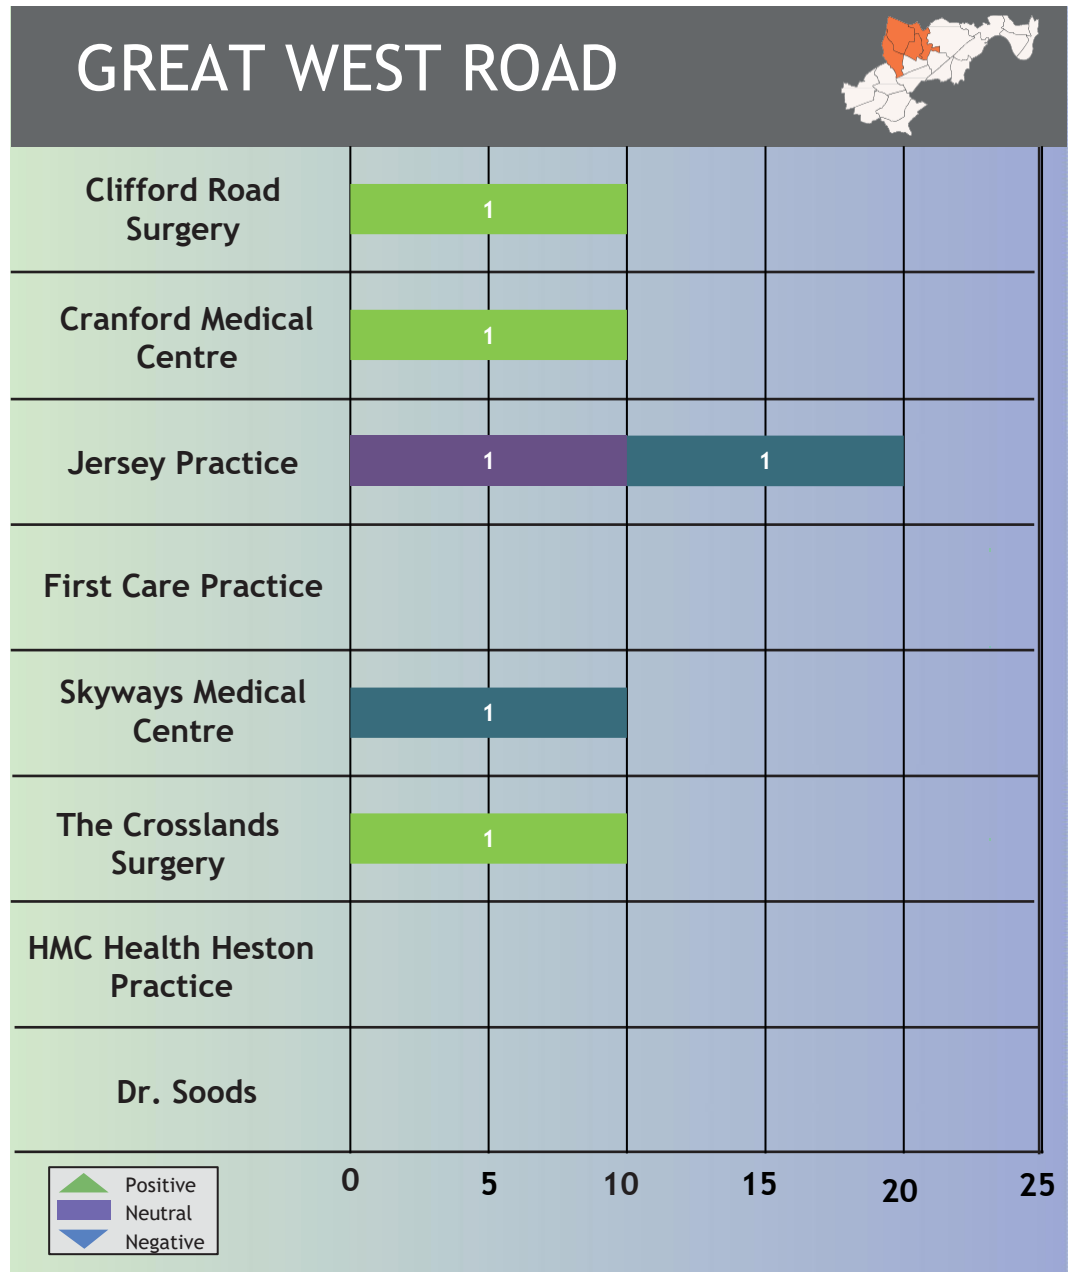 GREAT WEST ROAD
Clifford Road
Surgery
1
Cranford Medical
Centre
1
Jersey Practice
1 1
First Care Practice
Skyways Medical
Centre
1
The Crosslands
Surgery
1
HMC Health Heston
Practice
Dr. Soods
0 5 10 15 20 25
Positive
Neutral
Negative